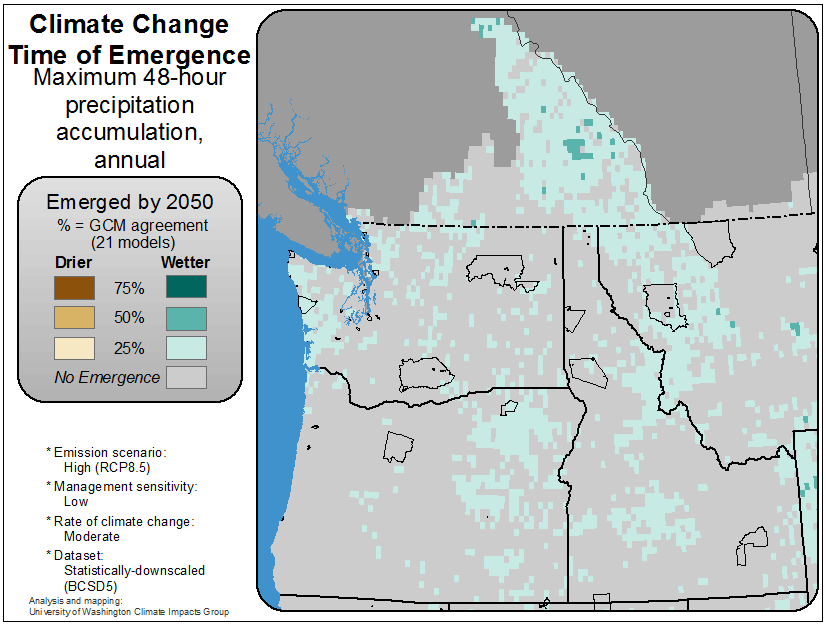 Climate Change
Time of Emergence
Maximum 48-hour
precipitation
accumulation,
annual
Emerged by 2050
% = GCM agreement
(21 models)
Drier Wetter
75%
50%
25%
No Emergence
* Emission scenario:
High (RCP8.5)
* Management sensitivity:
Low
* Rate of climate change:
Moderate
* Dataset:
Statistically-downscaled
(BCSD5)
Analysis and mapping:
University of Washington Climate Impacts Group